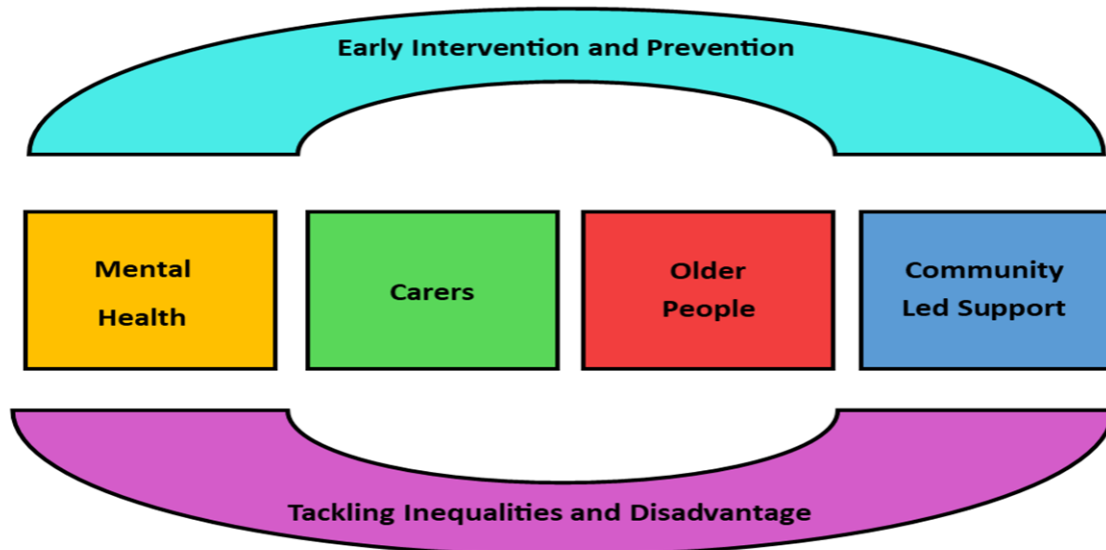 Early Intervention and Prevention
Mental
Health
Carers
Older
People
Community
Led Support
Tackling Inequalities and Disadvantage